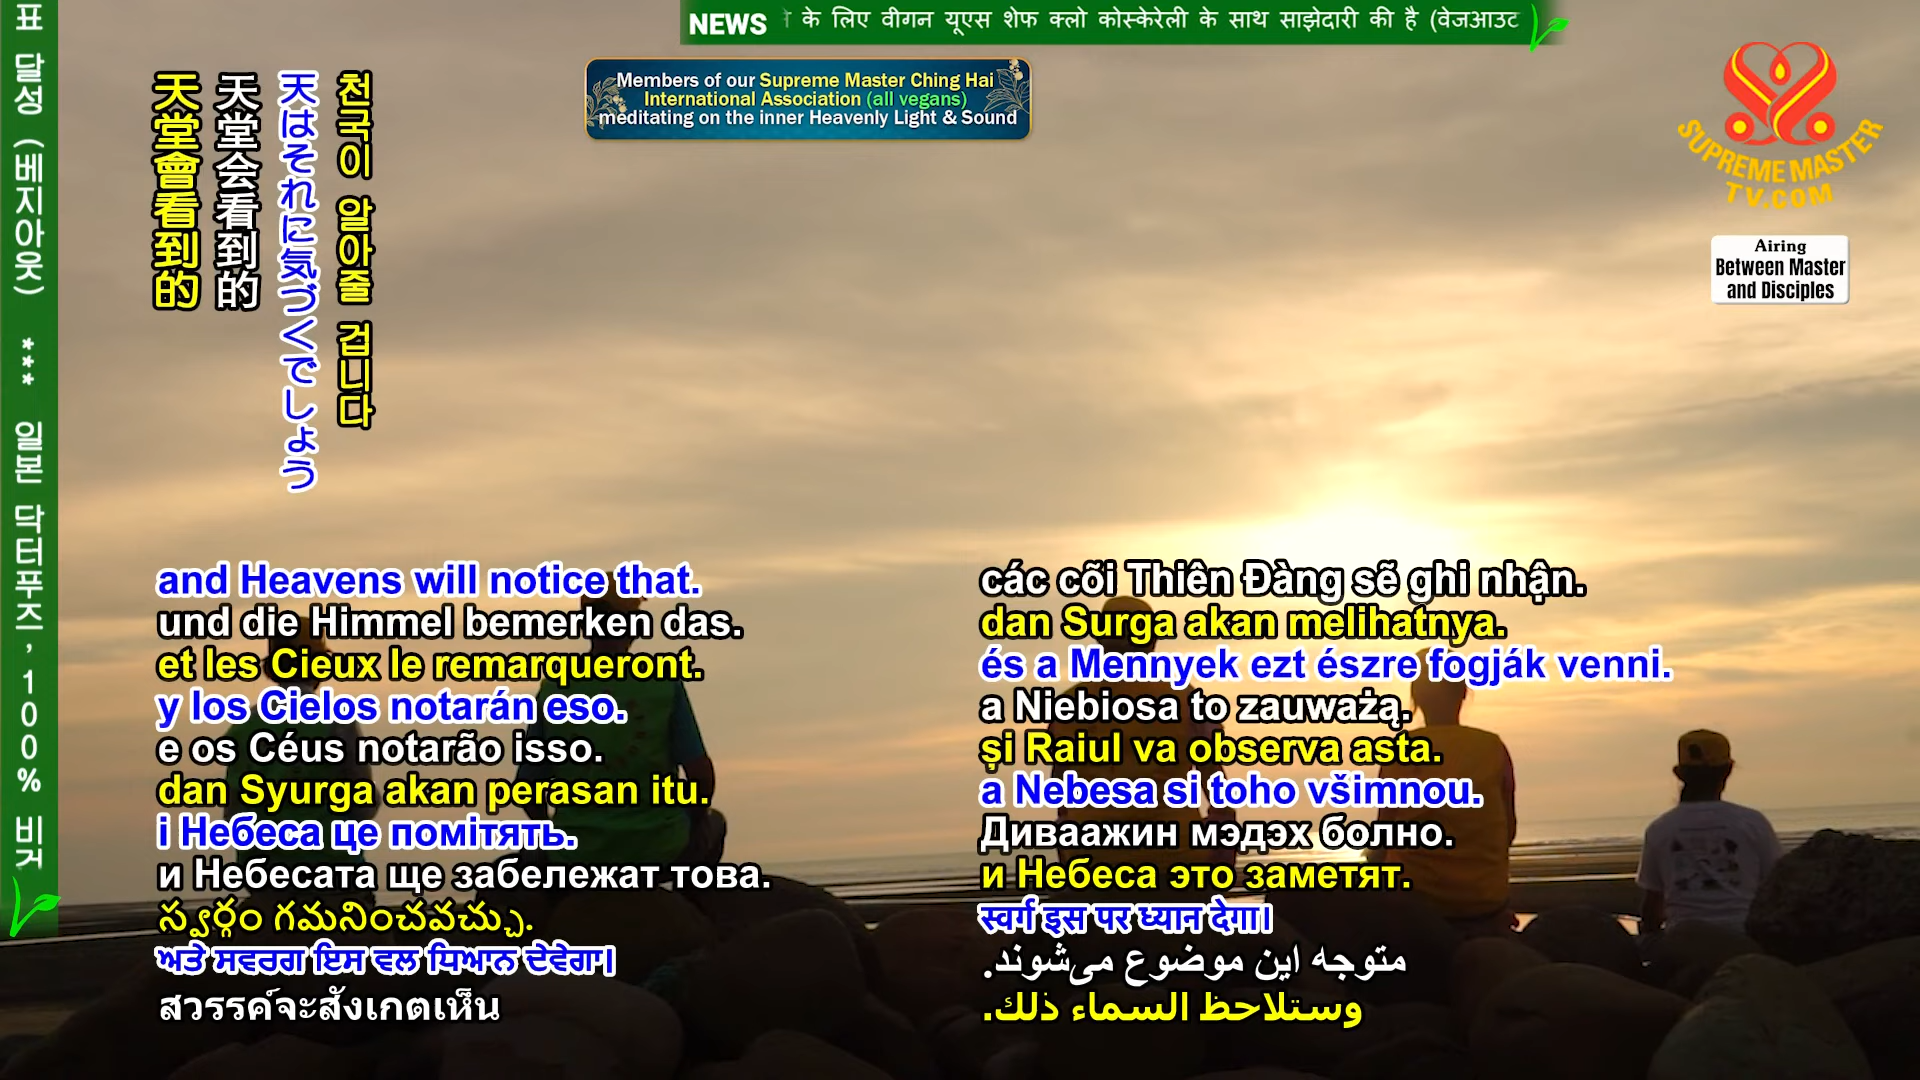 표 달성 (베지아웃) *** 일본 닥터푸즈, 100% 비건
NEWS के लिए वीगन यूएस शेफ क्लो कोस्केरेली के साथ साझेदारी की है (वेजआउट
Members of our Supreme Master Ching Hai
International Association (all vegans)
meditating on the inner Heavenly Light & Sound
SUPREME MASTER
TV.COM
Airing
Between Master
and Disciples
천국이 알아줄 겁니다
天はそれに気づくでしょう
天堂会看到的
天堂會看到的
and Heavens will notice that.
und die Himmel bemerken das.
et les Cieux le remarqueront.
y los Cielos notarán eso.
e os Céus notarão isso.
dan Syurga akan perasan itu.
і Небеса це помітять.
и Небесата ще забележат това.
స్వర్గం గమనించవచ్చు.
ਅਤੇ ਸਵਰਗ ਇਸ ਵਲ ਧਿਆਨ ਦੇਵੇਗਾ।
สวรรค์จะสังเกตเห็น
các cõi Thiên Đàng sẽ ghi nhận.
dan Surga akan melihatnya.
és a Mennyek ezt észre fogják venni.
a Niebiosa to zauważą.
și Raiul va observa asta.
a Nebesa si toho všimnou.
Диваажин мэдэх болно.
и Небеса это заметят.
स्वर्ग इस पर ध्यान देगा।
متوجه این موضوع می‌شوند.
وستلاحظ السماء ذلك.